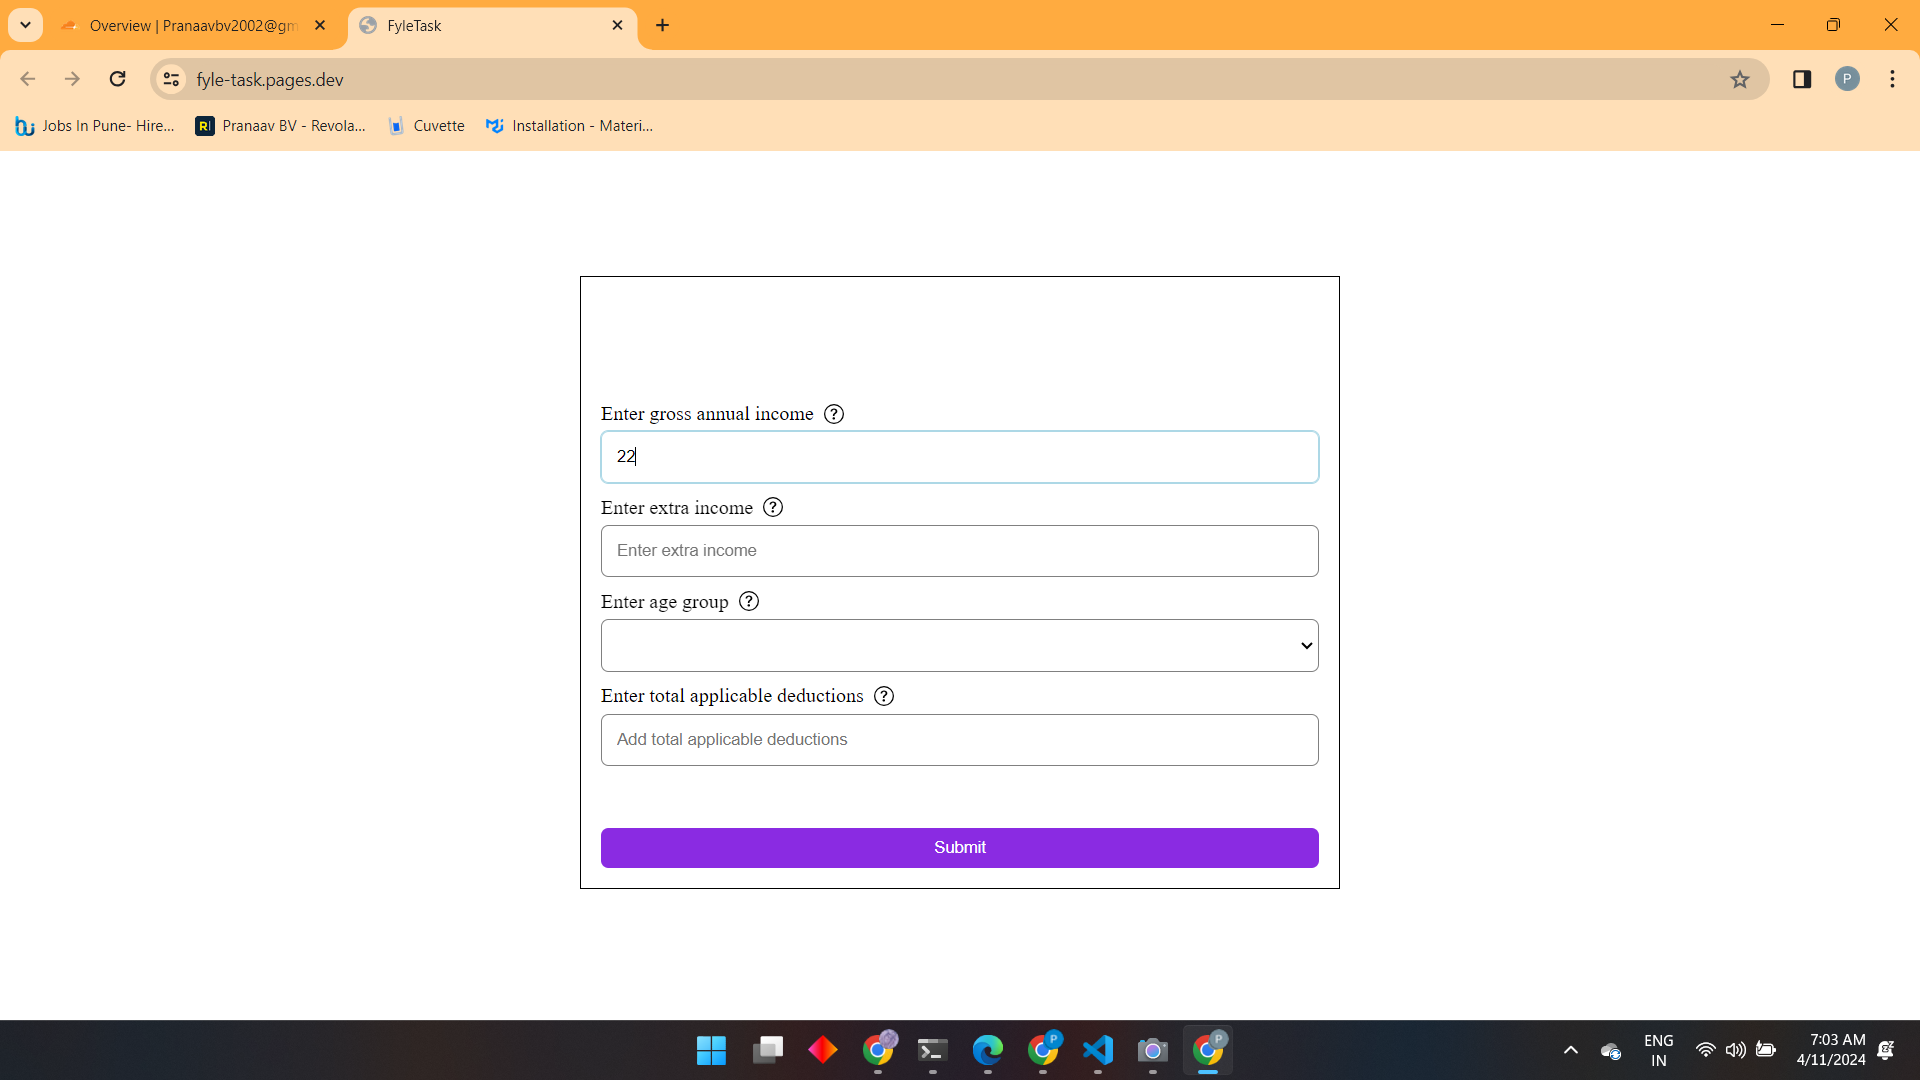 Overview | Pranaavbv2002@gm
FyleTask
fyle-task.pages.dev
P
Jobs In Pune- Hire...
RI Pranaav BV - Revola...
Cuvette
Installation - Materi...
Enter gross annual income ?
22
Enter extra income ?
Enter extra income
Enter age group ?
Enter total applicable deductions ?
Add total applicable deductions
Submit
P
P
ENG
IN
7:03 AM
4/11/2024